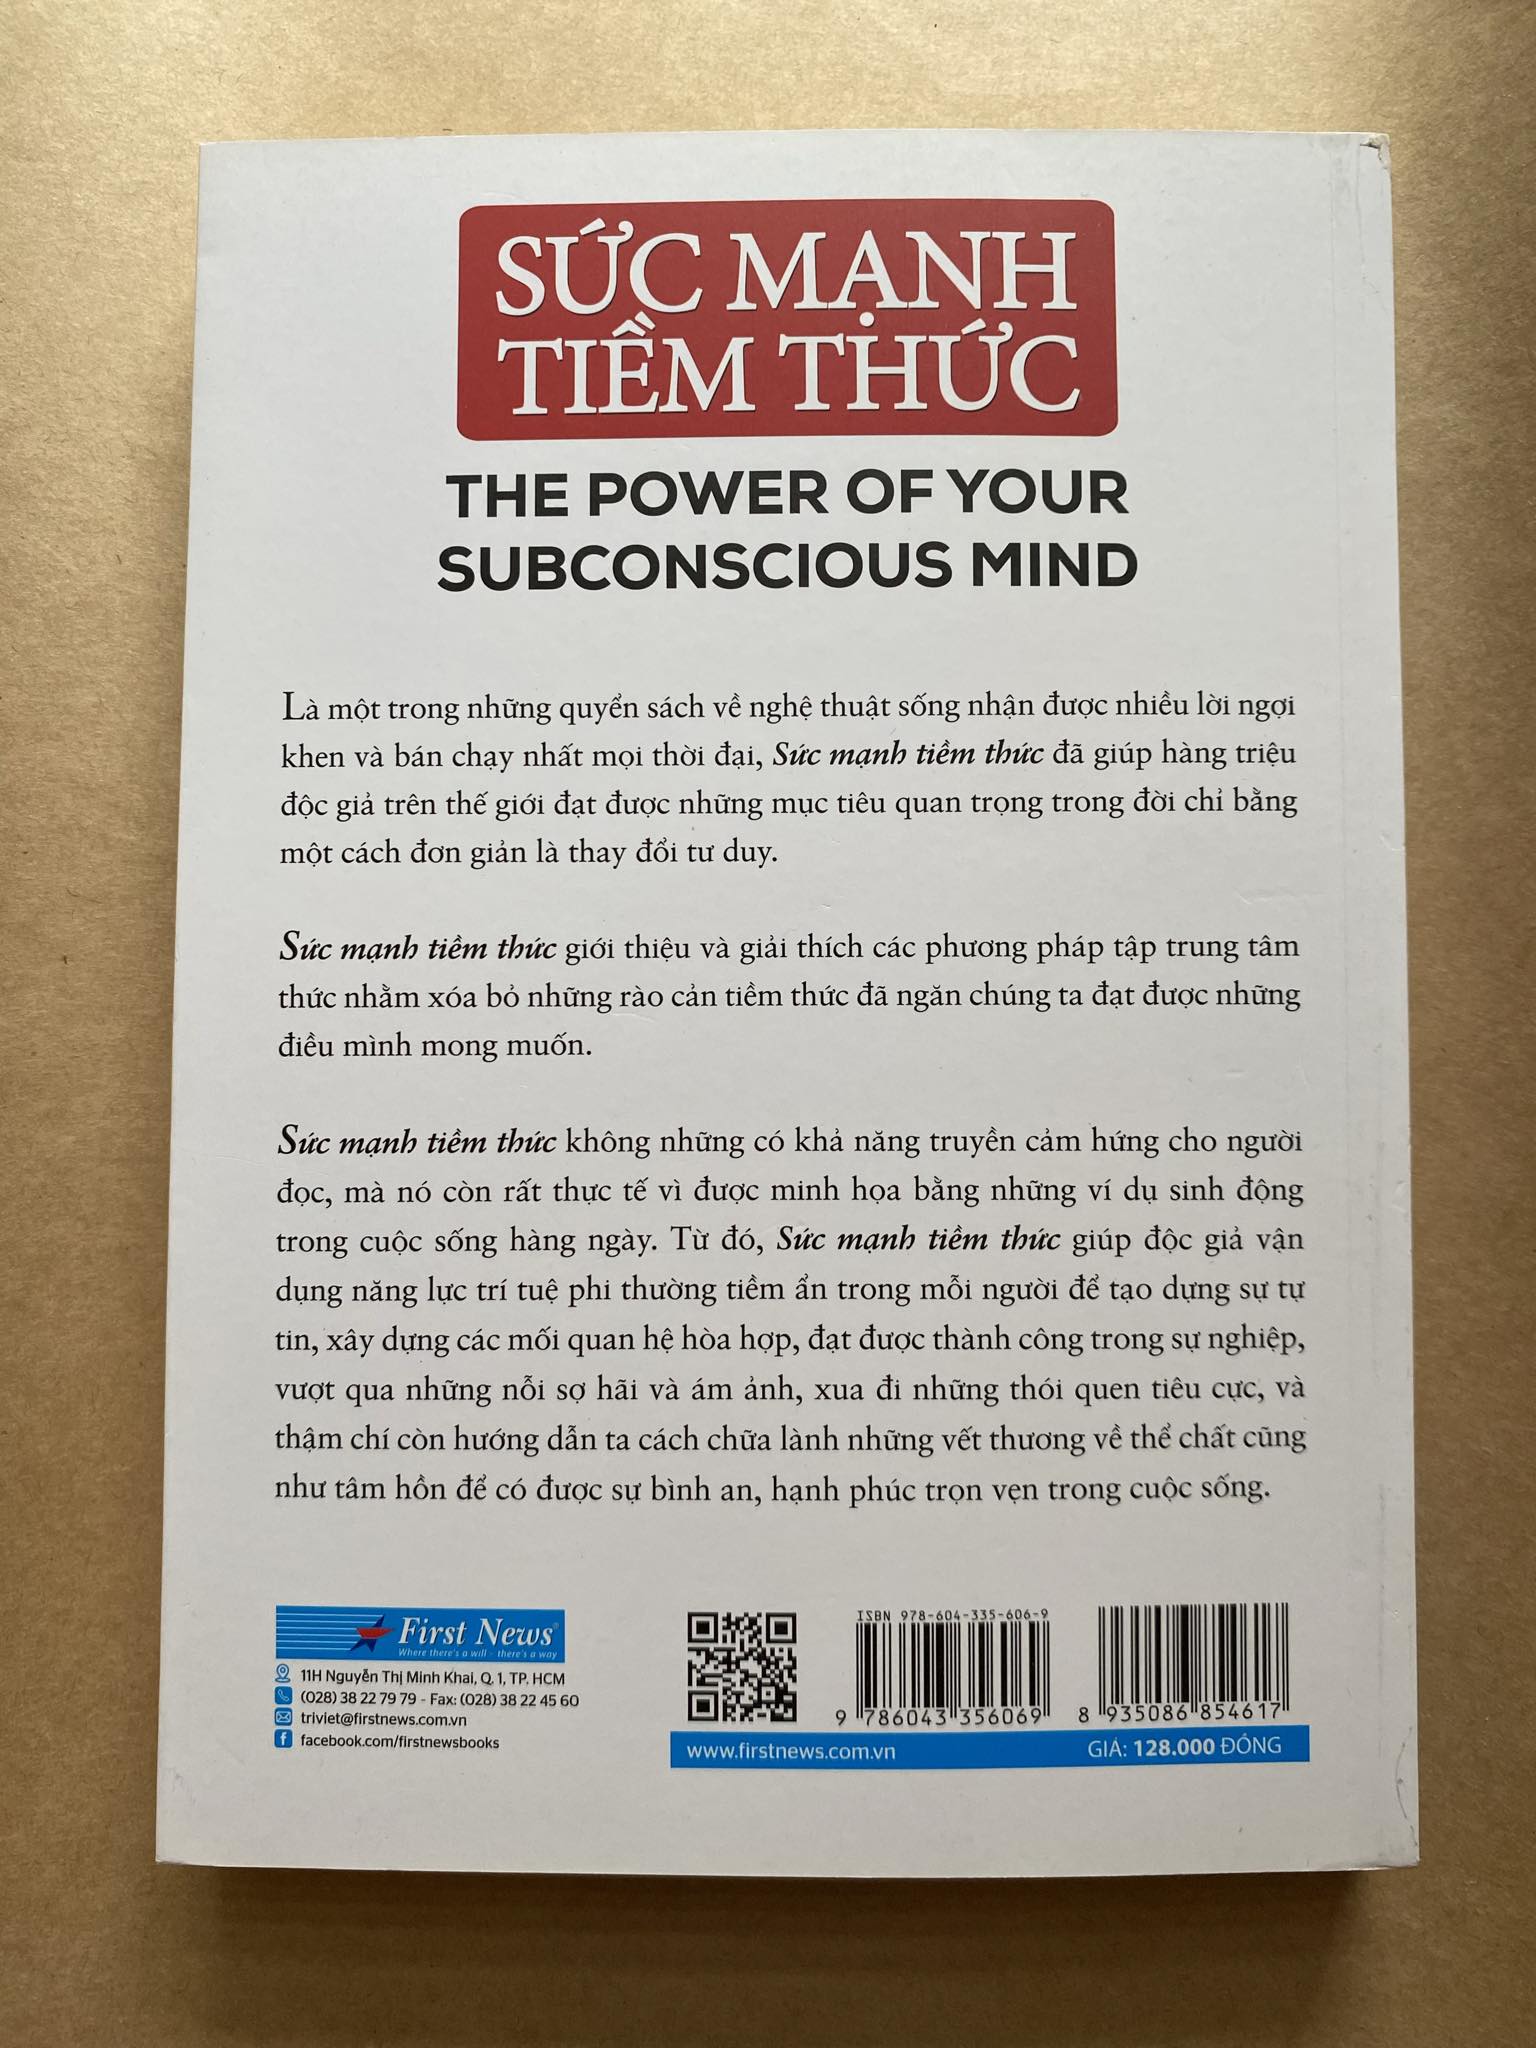 SỨC MẠNH
TIỀM THỨC
THE POWER OF YOUR
SUBCONSCIOUS MIND
Là một trong những quyển sách về nghệ thuật sống nhận được nhiều lời ngợi
khen và bán chạy nhất mọi thời đại, Sức mạnh tiềm thức đã giúp hàng triệu
độc giả trên thế giới đạt được những mục tiêu quan trọng trong đời chỉ bằng
một cách đơn giản là thay đổi tư duy.
Sức mạnh tiềm thức giới thiệu và giải thích các phương pháp tập trung tâm
thức nhằm xóa bỏ những rào cản tiềm thức đã ngăn chúng ta đạt được những
điều mình mong muốn.
Sức mạnh tiềm thức không những có khả năng truyền cảm hứng cho người
đọc, mà nó còn rất thực tế vì được minh họa bằng những ví dụ sinh động
trong cuộc sống hàng ngày. Từ đó, Sức mạnh tiềm thức giúp độc giả vận
dụng năng lực trí tuệ phi thường tiềm ẩn trong mỗi người để tạo dựng sự tự
tin, xây dựng các mối quan hệ hòa hợp, đạt được thành công trong sự nghiệp,
vượt qua những nỗi sợ hãi và ám ảnh, xua đi những thói quen tiêu cực, và
thậm chí còn hướng dẫn ta cách chữa lành những vết thương về thể chất cũng
như tâm hồn để có được sự bình an, hạnh phúc trọn vẹn trong cuộc sống.
First News®
Where there's a will - there's a way
11H Nguyễn Thị Minh Khai, Q. 1, TP. HCM
(028) 38 22 79 79 - Fax: (028) 38 22 45 60
triviet@firstnews.com.vn
facebook.com/firstnewsbooks
ISBN 978-604-335-606-9
9 786043 356069
8 935086 854617
www.firstnews.com.vn
GIÁ: 128.000 ĐỒNG